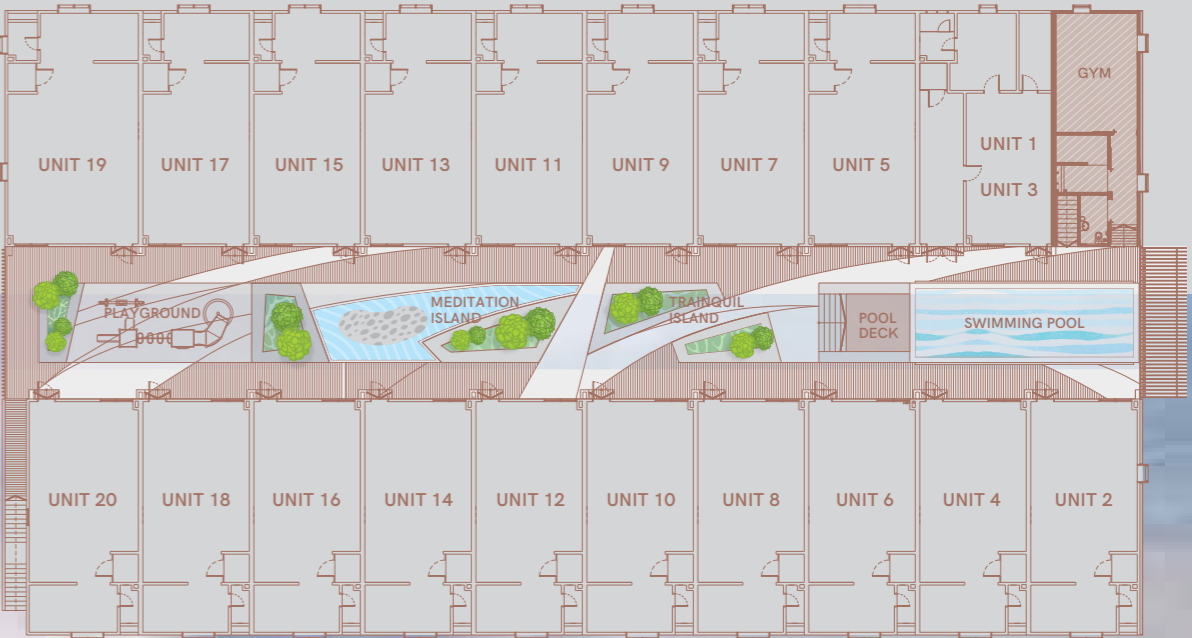 GYM
UNIT 1
UNIT 19
UNIT 17
UNIT 15
UNIT 13
UNIT 11
UNIT 9
UNIT 7
UNIT 5
UNIT 3
MEDITATION
ISLAND
TRAINQUIL
ISLAND
PLAYGROUND
POOL
DECK
SWIMMING POOL
UNIT 20
UNIT 18
UNIT 16
UNIT 14
UNIT 12
UNIT 10
UNIT 8
UNIT 6
UNIT 4
UNIT 2